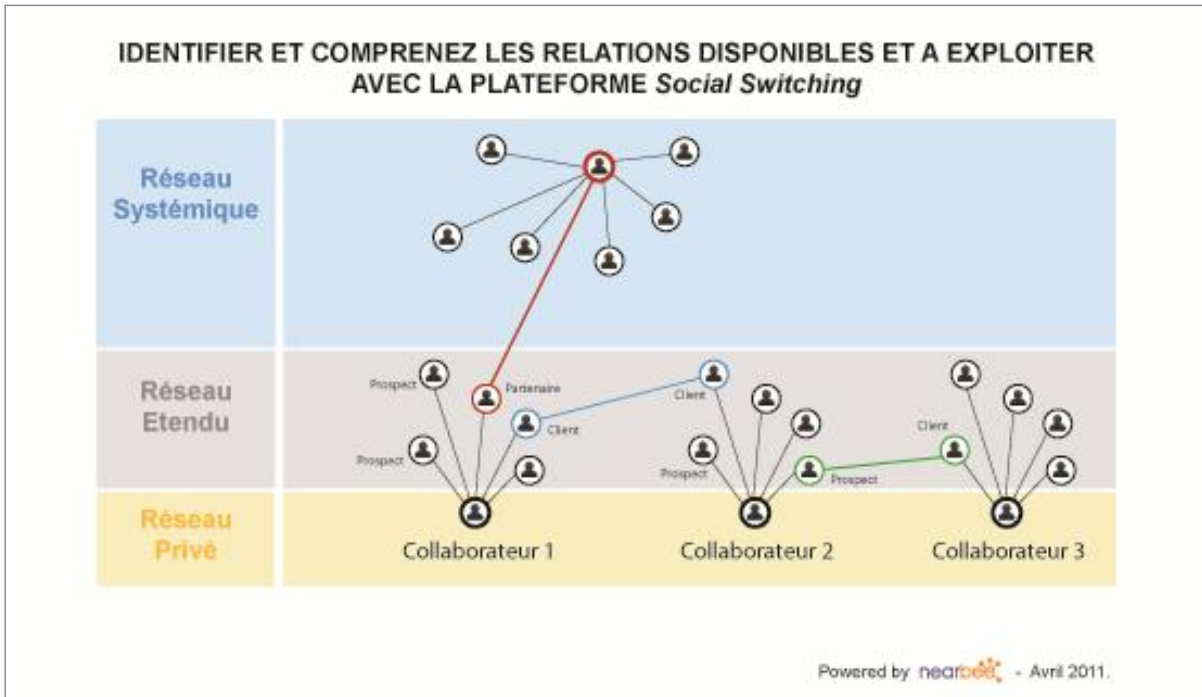 IDENTIFIER ET COMPRENEZ LES RELATIONS DISPONIBLES ET A EXPLOITER
AVEC LA PLATEFORME Social Switching
Réseau
Systémique
Réseau
Etendu
Prospect
Partenaire
Client
Prospect
Client
Prospect
Prospect
Client
Réseau
Privé
Collaborateur 1
Collaborateur 2
Collaborateur 3
Powered by nearbee - Avril 2011.